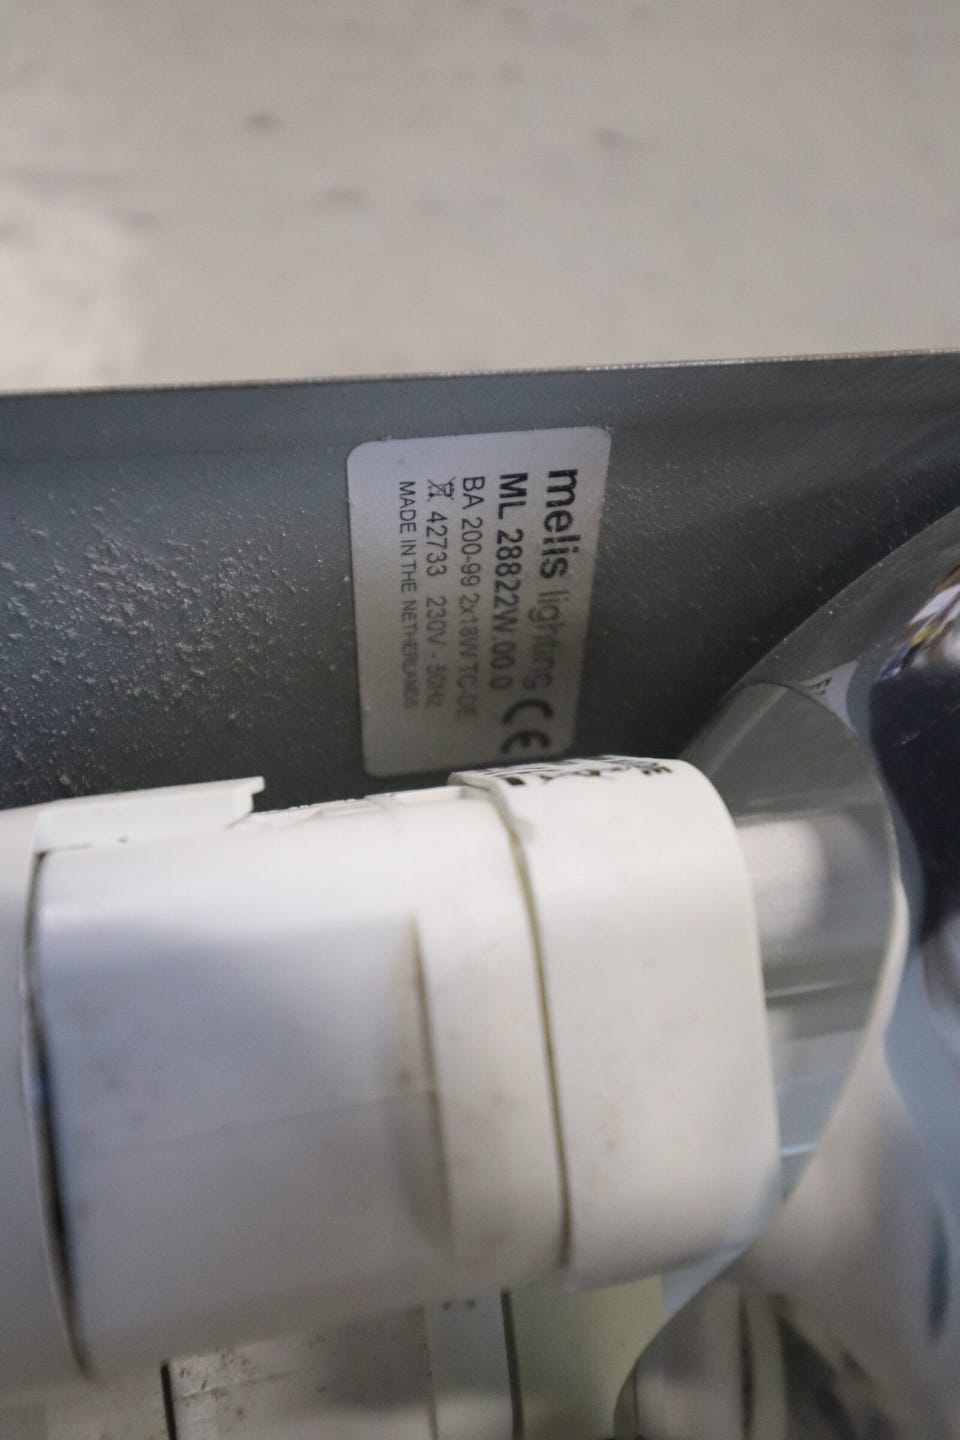 melis lighting CE
ML 28822W.00.0
BA 200-99 2x18W TC-DE
42733 230V - 50Hz
MADE IN THE NETHERLANDS